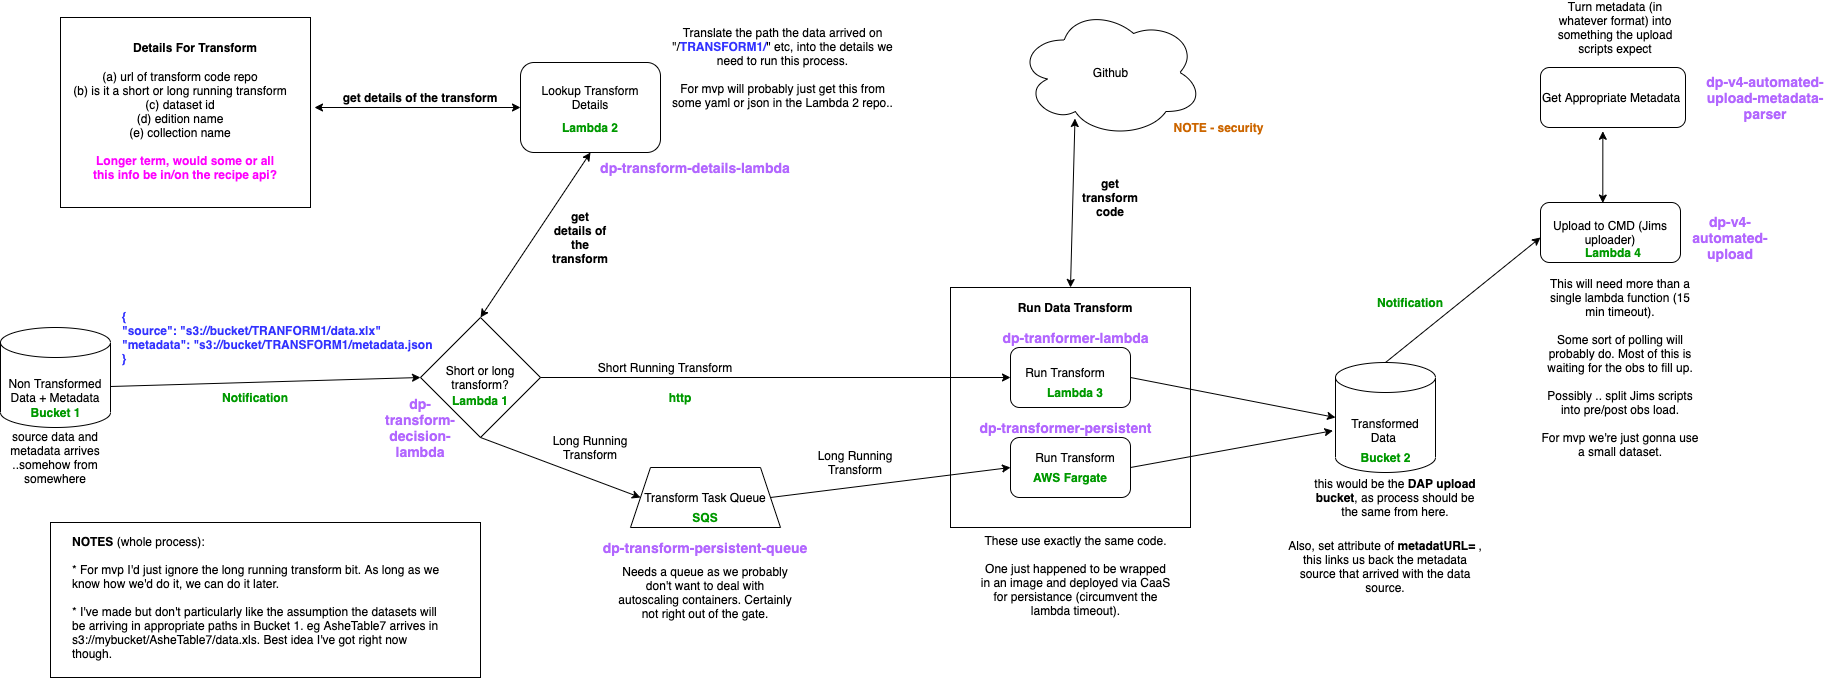 Details For Transform
(a) url of transform code repo
(b) is it a short or long running transform
(c) dataset id
(d) edition name
(e) collection name
Longer term, would some or all
this info be in/on the recipe api?
get details of the transform
Lookup Transform
Details
Lambda 2
dp-transform-details-lambda
Translate the path the data arrived on
"/TRANSFORM1/" etc, into the details we
need to run this process.
For mvp will probably just get this from
some yaml or json in the Lambda 2 repo..
get
details of
the
transform
Github
NOTE - security
get
transform
code
Turn metadata (in
whatever format) into
something the upload
scripts expect
Get Appropriate Metadata
dp-v4-automated-
upload-metadata-
parser
Upload to CMD (Jims
uploader)
Lambda 4
dp-v4-
automated-
upload
This will need more than a
single lambda function (15
min timeout).
Some sort of polling will
probably do. Most of this is
waiting for the obs to fill up.
Possibly .. split Jims scripts
into pre/post obs load.
For mvp we're just gonna use
a small dataset.
{
"source": "s3://bucket/TRANFORM1/data.xlx"
"metadata": "s3://bucket/TRANSFORM1/metadata.json
}
Non Transformed
Data + Metadata
Bucket 1
source data and
metadata arrives
..somehow from
somewhere
Notification
Short or long
transform?
Lambda 1
dp-
transform-
decision-
lambda
Short Running Transform
http
Long Running
Transform
Transform Task Queue
SQS
dp-transform-persistent-queue
Needs a queue as we probably
don't want to deal with
autoscaling containers. Certainly
not right out of the gate.
Long Running
Transform
Run Data Transform
dp-tranformer-lambda
Run Transform
Lambda 3
dp-transformer-persistent
Run Transform
AWS Fargate
These use exactly the same code.
One just happened to be wrapped
in an image and deployed via CaaS
for persistance (circumvent the
lambda timeout).
Notification
Transformed
Data
Bucket 2
this would be the DAP upload
bucket, as process should be
the same from here.
Also, set attribute of metadatURL= ,
this links us back the metadata
source that arrived with the data
source.
NOTES (whole process):
* For mvp I'd just ignore the long running transform bit. As long as we
know how we'd do it, we can do it later.
* I've made but don't particularly like the assumption the datasets will
be arriving in appropriate paths in Bucket 1. eg AsheTable7 arrives in
s3://mybucket/AsheTable7/data.xls. Best idea I've got right now
though.